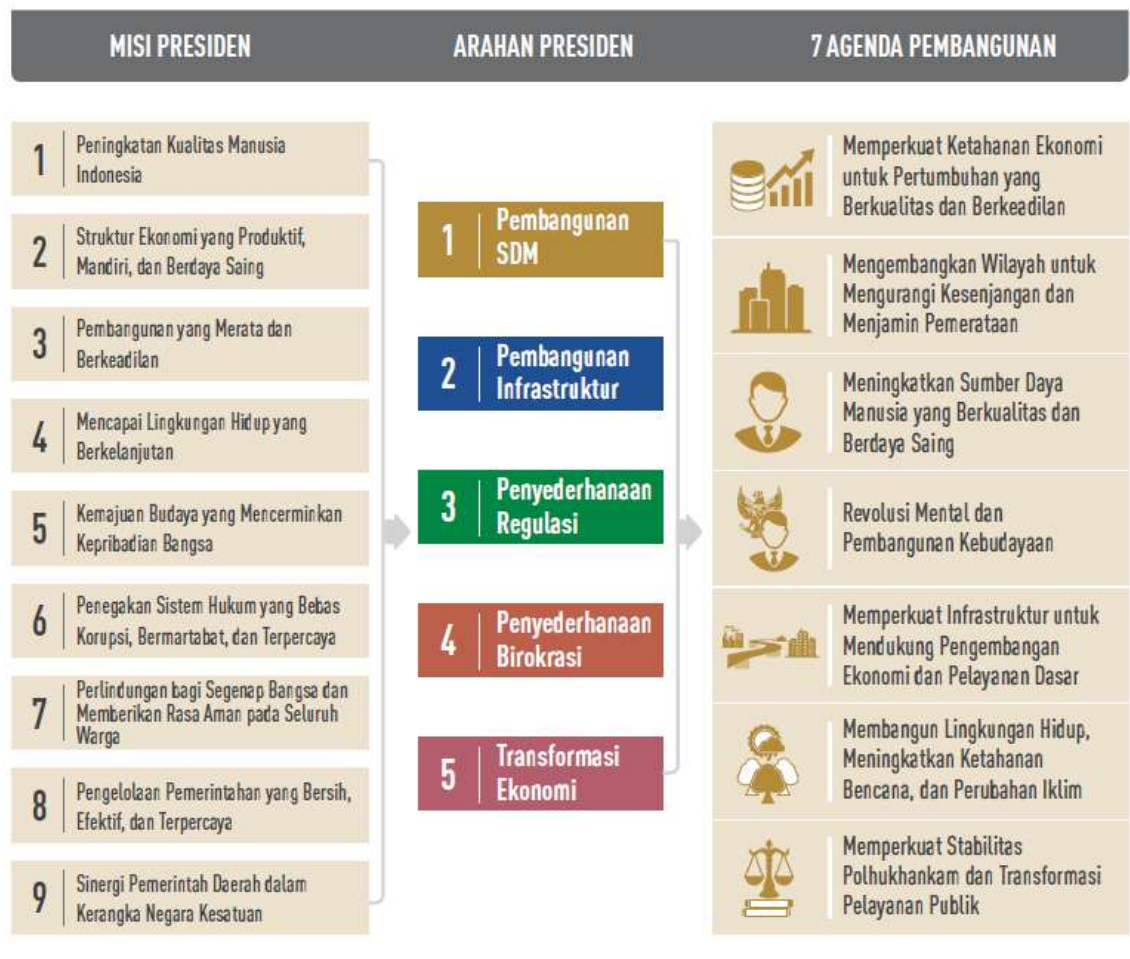 MISI PRESIDEN
ARAHAN PRESIDEN
7 AGENDA PEMBANGUNAN
1
Peningkatan Kualitas Manusia
Indonesia
2
Struktur Ekonomi yang Produktif,
Mandiri, dan Berdaya Saing
3
Pembangunan yang Merata dan
Berkeadilan
4
Mencapai Lingkungan Hidup yang
Berkelanjutan
5
Kemajuan Budaya yang Mencerminkan
Kepribadian Bangsa
6
Penegakan Sistem Hukum yang Bebas
Korupsi, Bermartabat, dan Terpercaya
7
Perlindungan bagi Segenap Bangsa dan
Memberikan Rasa Aman pada Seluruh
Warga
8
Pengelolaan Pemerintahan yang Bersih,
Efektif, dan Terpercaya
9
Sinergi Pemerintah Daerah dalam
Kerangka Negara Kesatuan
1
Pembangunan
SDM
2
Pembangunan
Infrastruktur
3
Penyederhanaan
Regulasi
4
Penyederhanaan
Birokrasi
5
Transformasi
Ekonomi
Memperkuat Ketahanan Ekonomi
untuk Pertumbuhan yang
Berkualitas dan Berkeadilan
Mengembangkan Wilayah untuk
Mengurangi Kesenjangan dan
Menjamin Pemerataan
Meningkatkan Sumber Daya
Manusia yang Berkualitas dan
Berdaya Saing
Revolusi Mental dan
Pembangunan Kebudayaan
Memperkuat Infrastruktur untuk
Mendukung Pengembangan
Ekonomi dan Pelayanan Dasar
Membangun Lingkungan Hidup,
Meningkatkan Ketahanan
Bencana, dan Perubahan Iklim
Memperkuat Stabilitas
Polhukhankam dan Transformasi
Pelayanan Publik